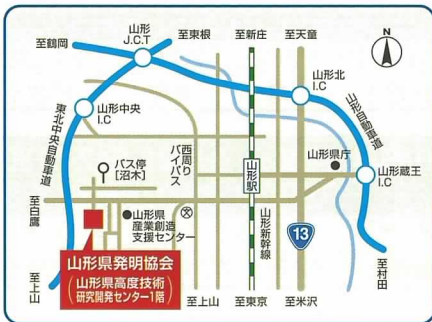 山形
J.C.T
至鶴岡
至東根
至新庄
至天童
N
山形北
I.C
山形中央
I.C
東北中央自動車道
山形自動車道
西周り
バイパス
バス停
[沼木]
山形駅
山形県庁
山形蔵王
I.C
至白鷹
山形県
産業創造
支援センター
文
山形新幹線
13
山形県発明協会
(山形県高度技術
研究開発センター1階)
至上山
至上山
至東京
至米沢
至村田